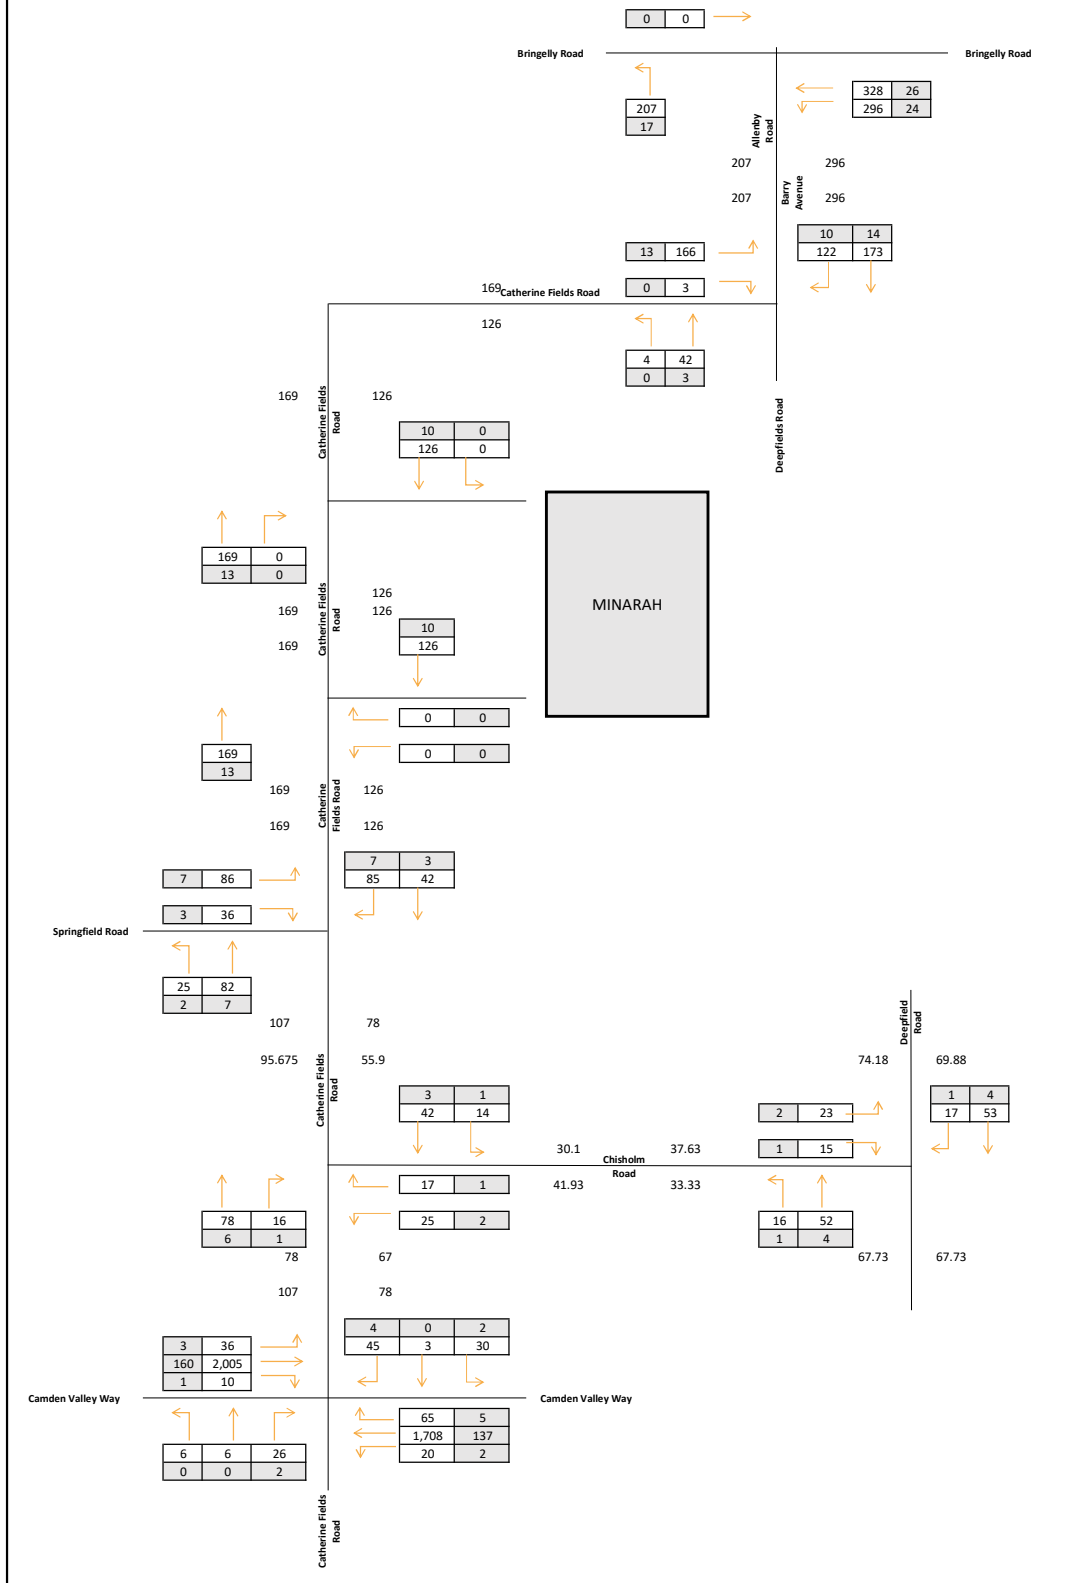 0 0
Bringelly Road
Bringelly Road
328 26
296 24
207
17
Allenby
Road
207 296
Barry
Avenue
207 296
10 14
122 173
13 166
0 3
169
Catherine Fields Road
126
4 42
0 3
Deepfields Road
169 126
Catherine Fields
Road
10 0
126 0
169 0
13 0
MINARAH
126
169 126
Catherine Fields
Road
169
10
126
0 0
0 0
169
13
169 126
Catherine
Fields Road
169 126
7 3
85 42
7 86
3 36
Springfield Road
25 82
2 7
107 78
Deepfield
Road
95.675 55.9
74.18 69.88
Catherine Fields
Road
3 1
42 14
2 23
1 4
17 53
1 15
30.1 37.63
Chisholm
Road
41.93 33.33
17 1
25 2
78 16
6 1
16 52
1 4
78 67
67.73 67.73
107 78
4 0 2
45 3 30
3 36
160 2,005
1 10
Camden Valley Way
Camden Valley Way
65 5
1,708 137
20 2
6 6 26
0 0 2
Catherine Fields
Road